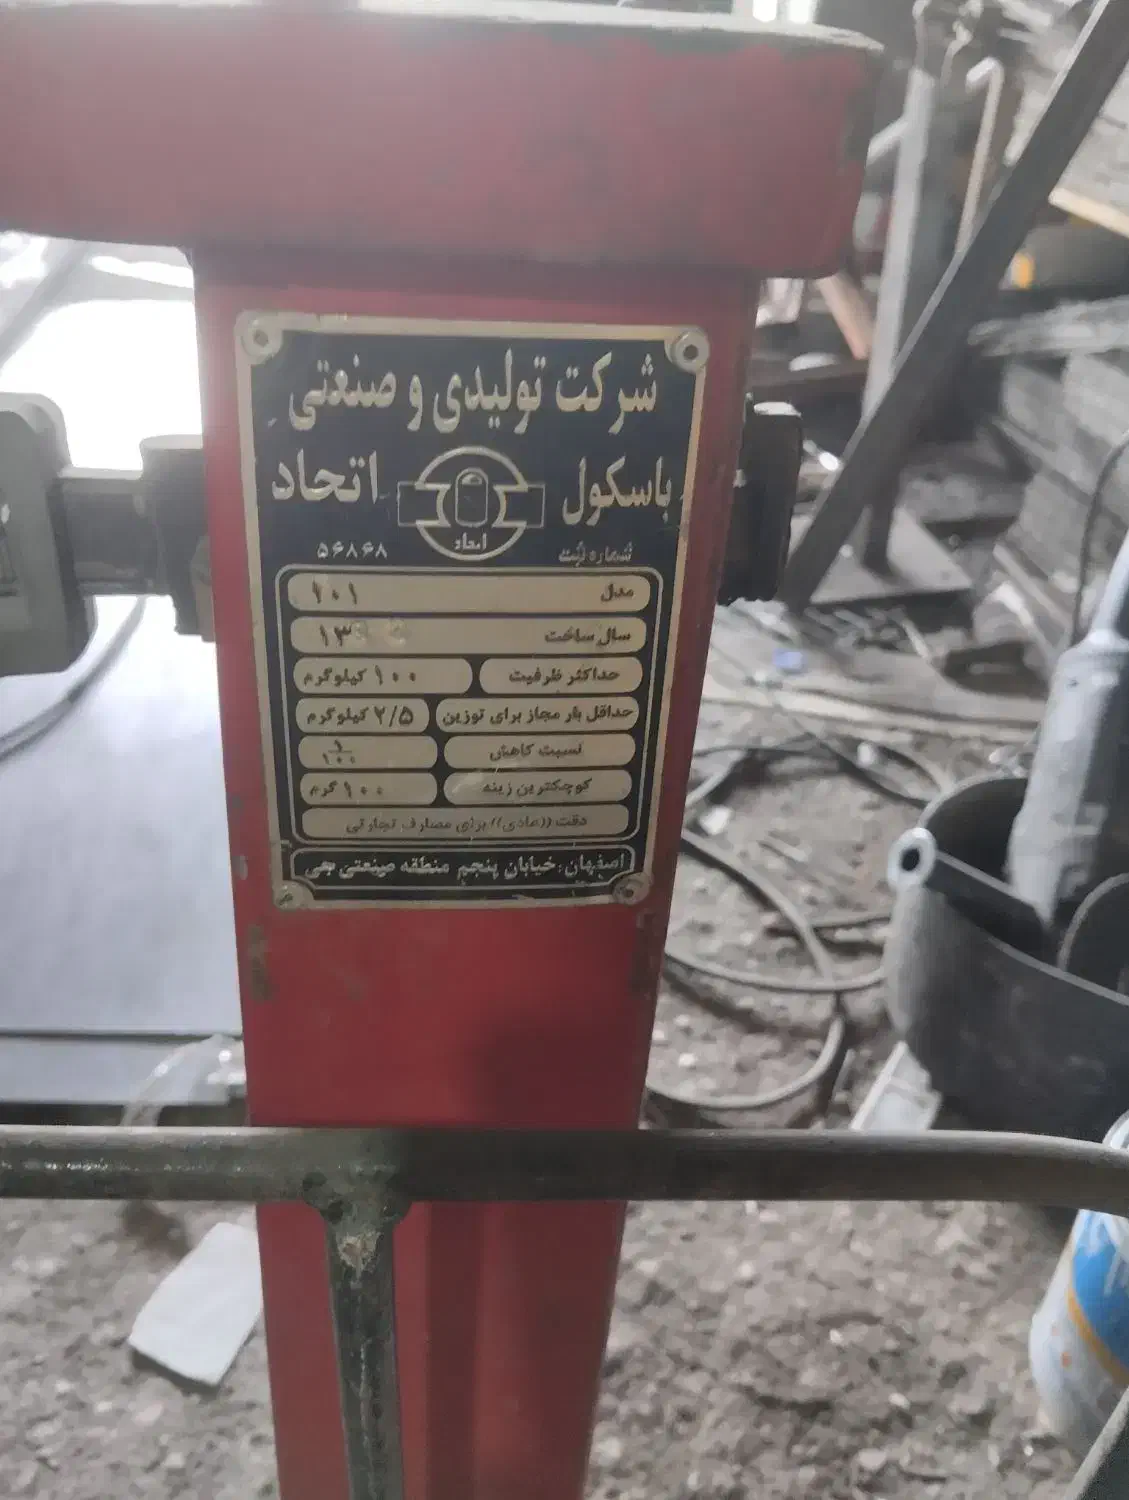 شرکت تولیدی و صنعتی
باسکول اتحاد
اتحاد
شماره ثبت ۵۶۸۶۸
مدل ۱۰۱
سال ساخت ۱۳
حداکثر ظرفیت ۱۰۰ کیلوگرم
حداقل بار مجاز برای توزین ۲/۵ کیلوگرم
نسبت کاهش ۱/۱۰۰
کوچکترین زینه ۱۰۰ گرم
دقت ((عادی)) برای مصارف تجارتی
اصفهان: خیابان پنجم منطقه صنعتی جی